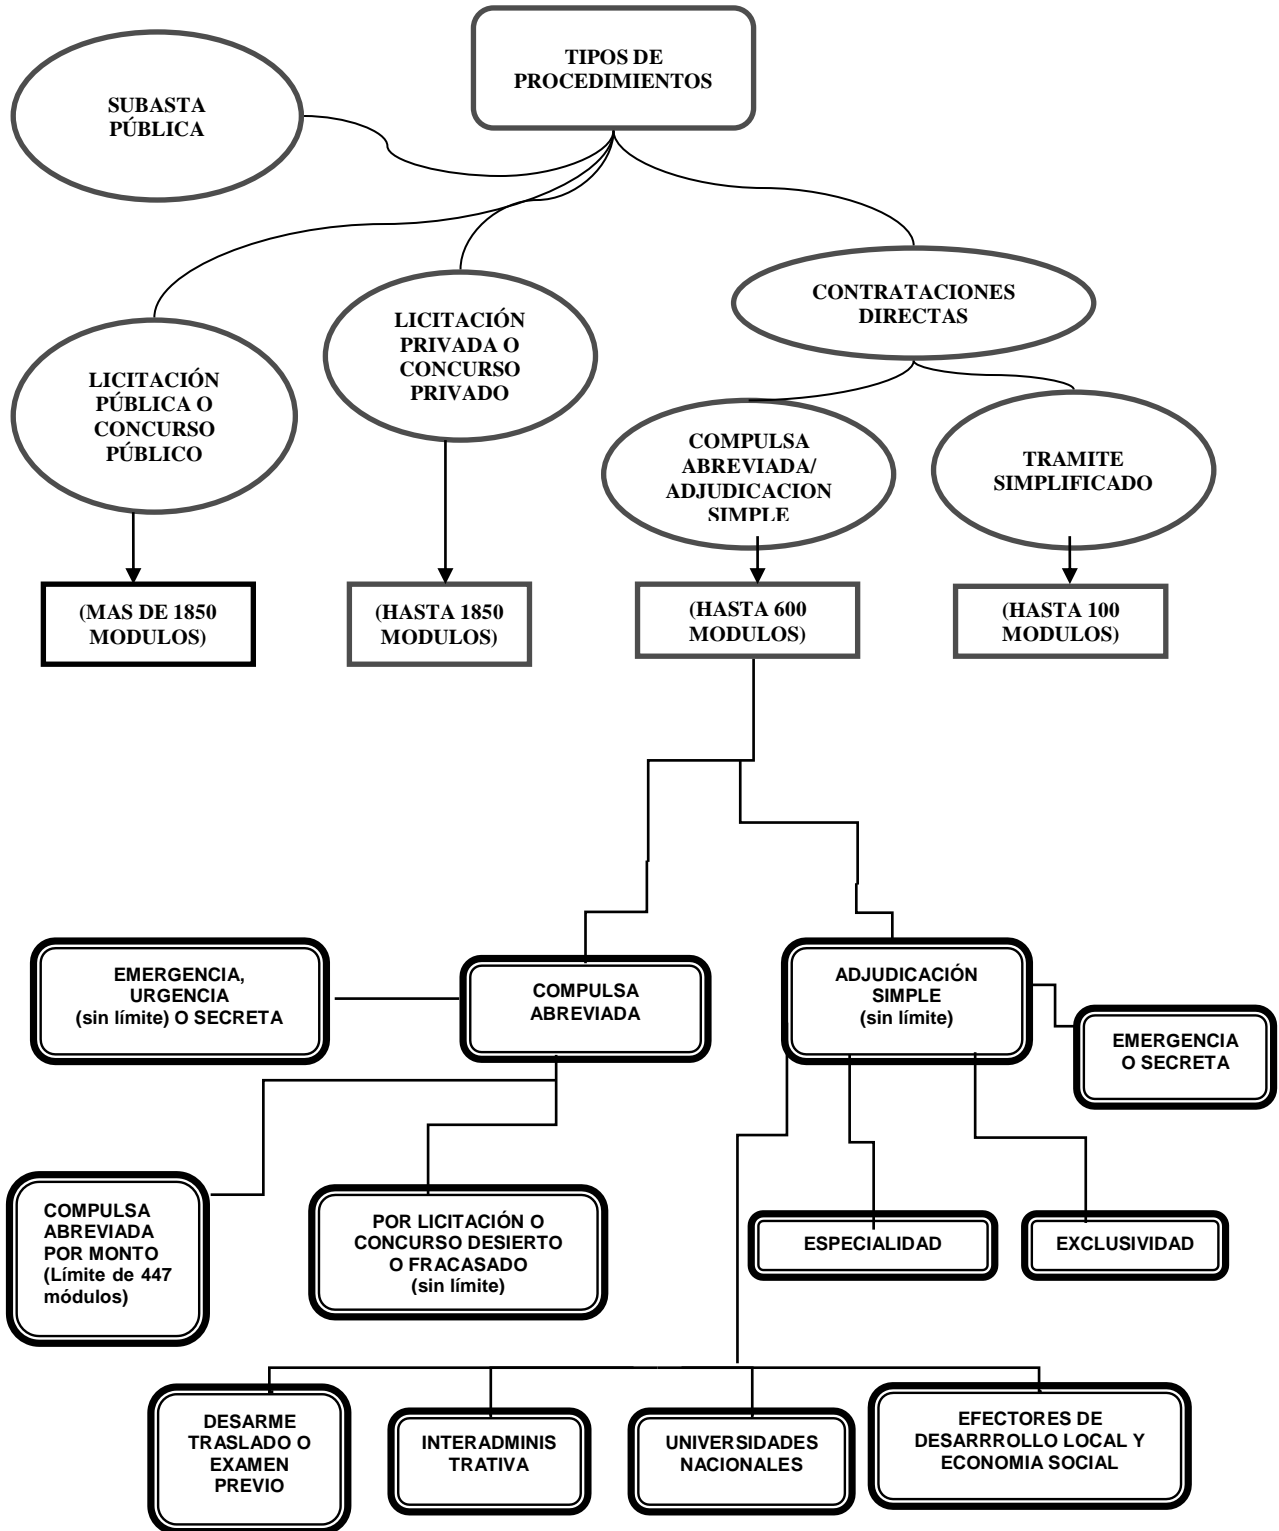 TIPOS DE
PROCEDIMIENTOS
SUBASTA
PÚBLICA
CONTRATACIONES
DIRECTAS
LICITACIÓN
PRIVADA O
CONCURSO
PRIVADO
LICITACIÓN
PÚBLICA O
CONCURSO
PÚBLICO
COMPULSA
ABREVIADA/
ADJUDICACION
SIMPLE
TRAMITE
SIMPLIFICADO
(MAS DE 1850
MODULOS)
(HASTA 1850
MODULOS)
(HASTA 600
MODULOS)
(HASTA 100
MODULOS)
EMERGENCIA,
URGENCIA
(sin límite) O SECRETA
COMPULSA
ABREVIADA
ADJUDICACIÓN
SIMPLE
(sin límite)
EMERGENCIA
O SECRETA
COMPULSA
ABREVIADA
POR MONTO
(Límite de 447
módulos)
POR LICITACIÓN O
CONCURSO DESIERTO
O FRACASADO
(sin límite)
ESPECIALIDAD
EXCLUSIVIDAD
DESARME
TRASLADO O
EXAMEN
PREVIO
INTERADMINIS
TRATIVA
UNIVERSIDADES
NACIONALES
EFECTORES DE
DESARRROLLO LOCAL Y
ECONOMIA SOCIAL